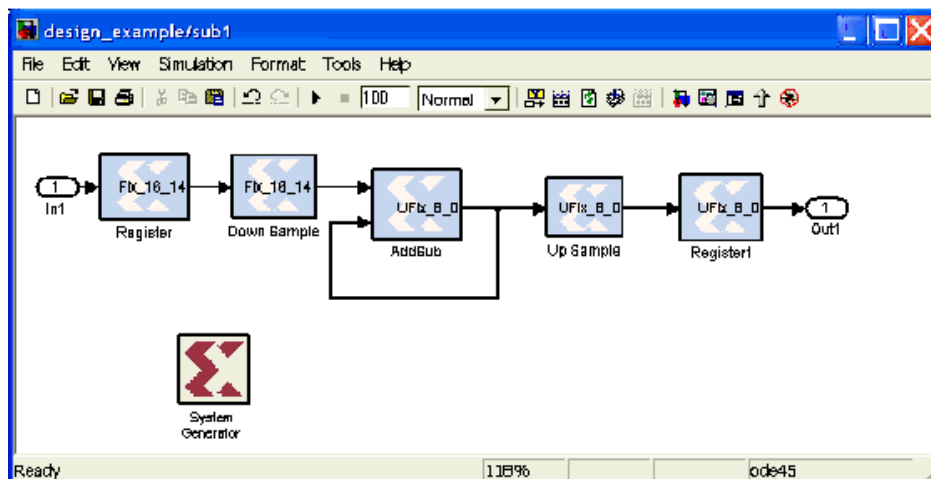 design_example/sub1
File Edit View Simulation Format Tools Help
100 Normal
1 Fix_16_14 Fix_16_14 UFix_8_0 UFix_8_0 UFix_8_0 1
In1 Register Down Sample AddSub Up Sample Register1 Out1
System
Generator
Ready 116% ode45